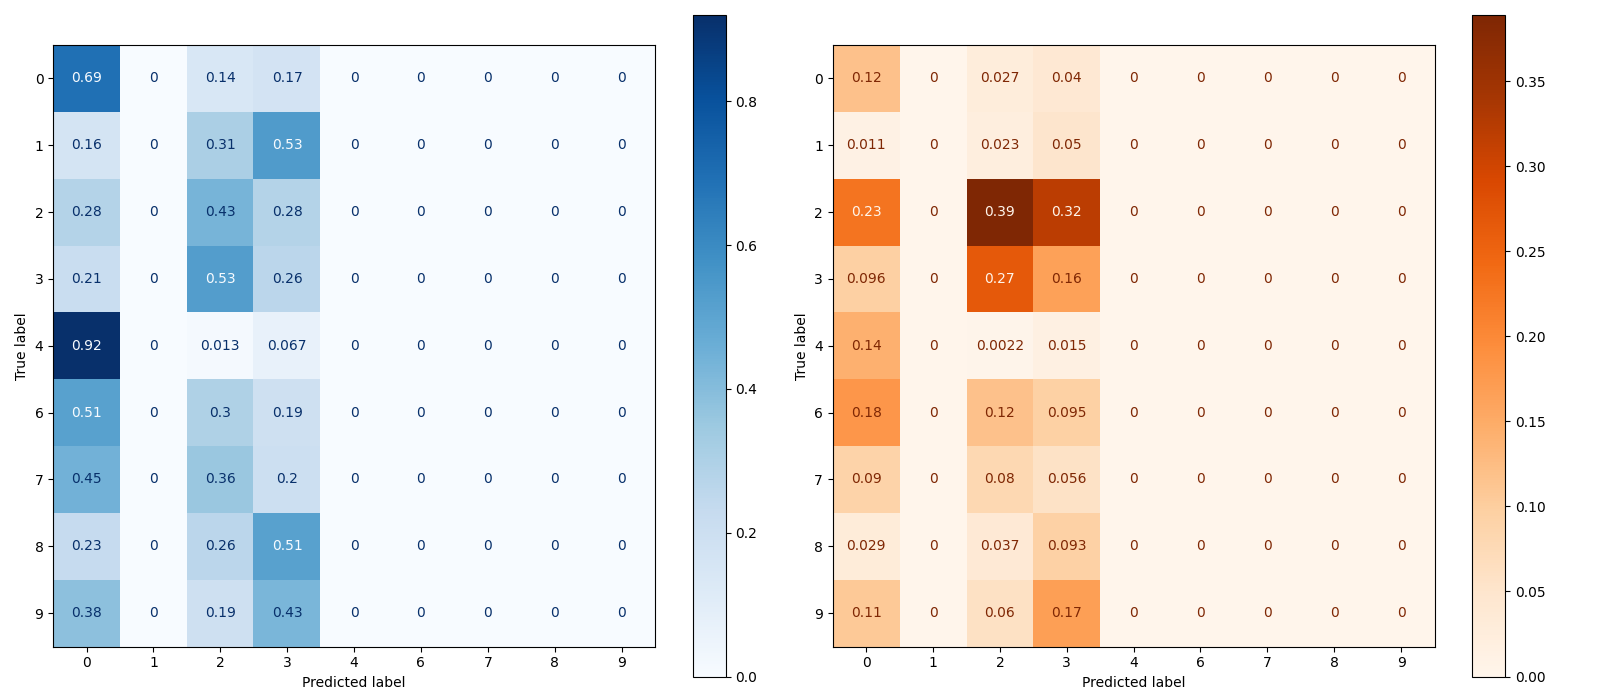 0 0.69 0 0.14 0.17 0 0 0 0 0
1 0.16 0 0.31 0.53 0 0 0 0 0
2 0.28 0 0.43 0.28 0 0 0 0 0
3 0.21 0 0.53 0.26 0 0 0 0 0
4 0.92 0 0.013 0.067 0 0 0 0 0
6 0.51 0 0.3 0.19 0 0 0 0 0
7 0.45 0 0.36 0.2 0 0 0 0 0
8 0.23 0 0.26 0.51 0 0 0 0 0
9 0.38 0 0.19 0.43 0 0 0 0 0
0 1 2 3 4 6 7 8 9
Predicted label
True label
0.8
0.6
0.4
0.2
0.0
0 0.12 0 0.027 0.04 0 0 0 0 0
1 0.011 0 0.023 0.05 0 0 0 0 0
2 0.23 0 0.39 0.32 0 0 0 0 0
3 0.096 0 0.27 0.16 0 0 0 0 0
4 0.14 0 0.0022 0.015 0 0 0 0 0
6 0.18 0 0.12 0.095 0 0 0 0 0
7 0.09 0 0.08 0.056 0 0 0 0 0
8 0.029 0 0.037 0.093 0 0 0 0 0
9 0.11 0 0.06 0.17 0 0 0 0 0
0 1 2 3 4 6 7 8 9
Predicted label
True label
0.35
0.30
0.25
0.20
0.15
0.10
0.05
0.00